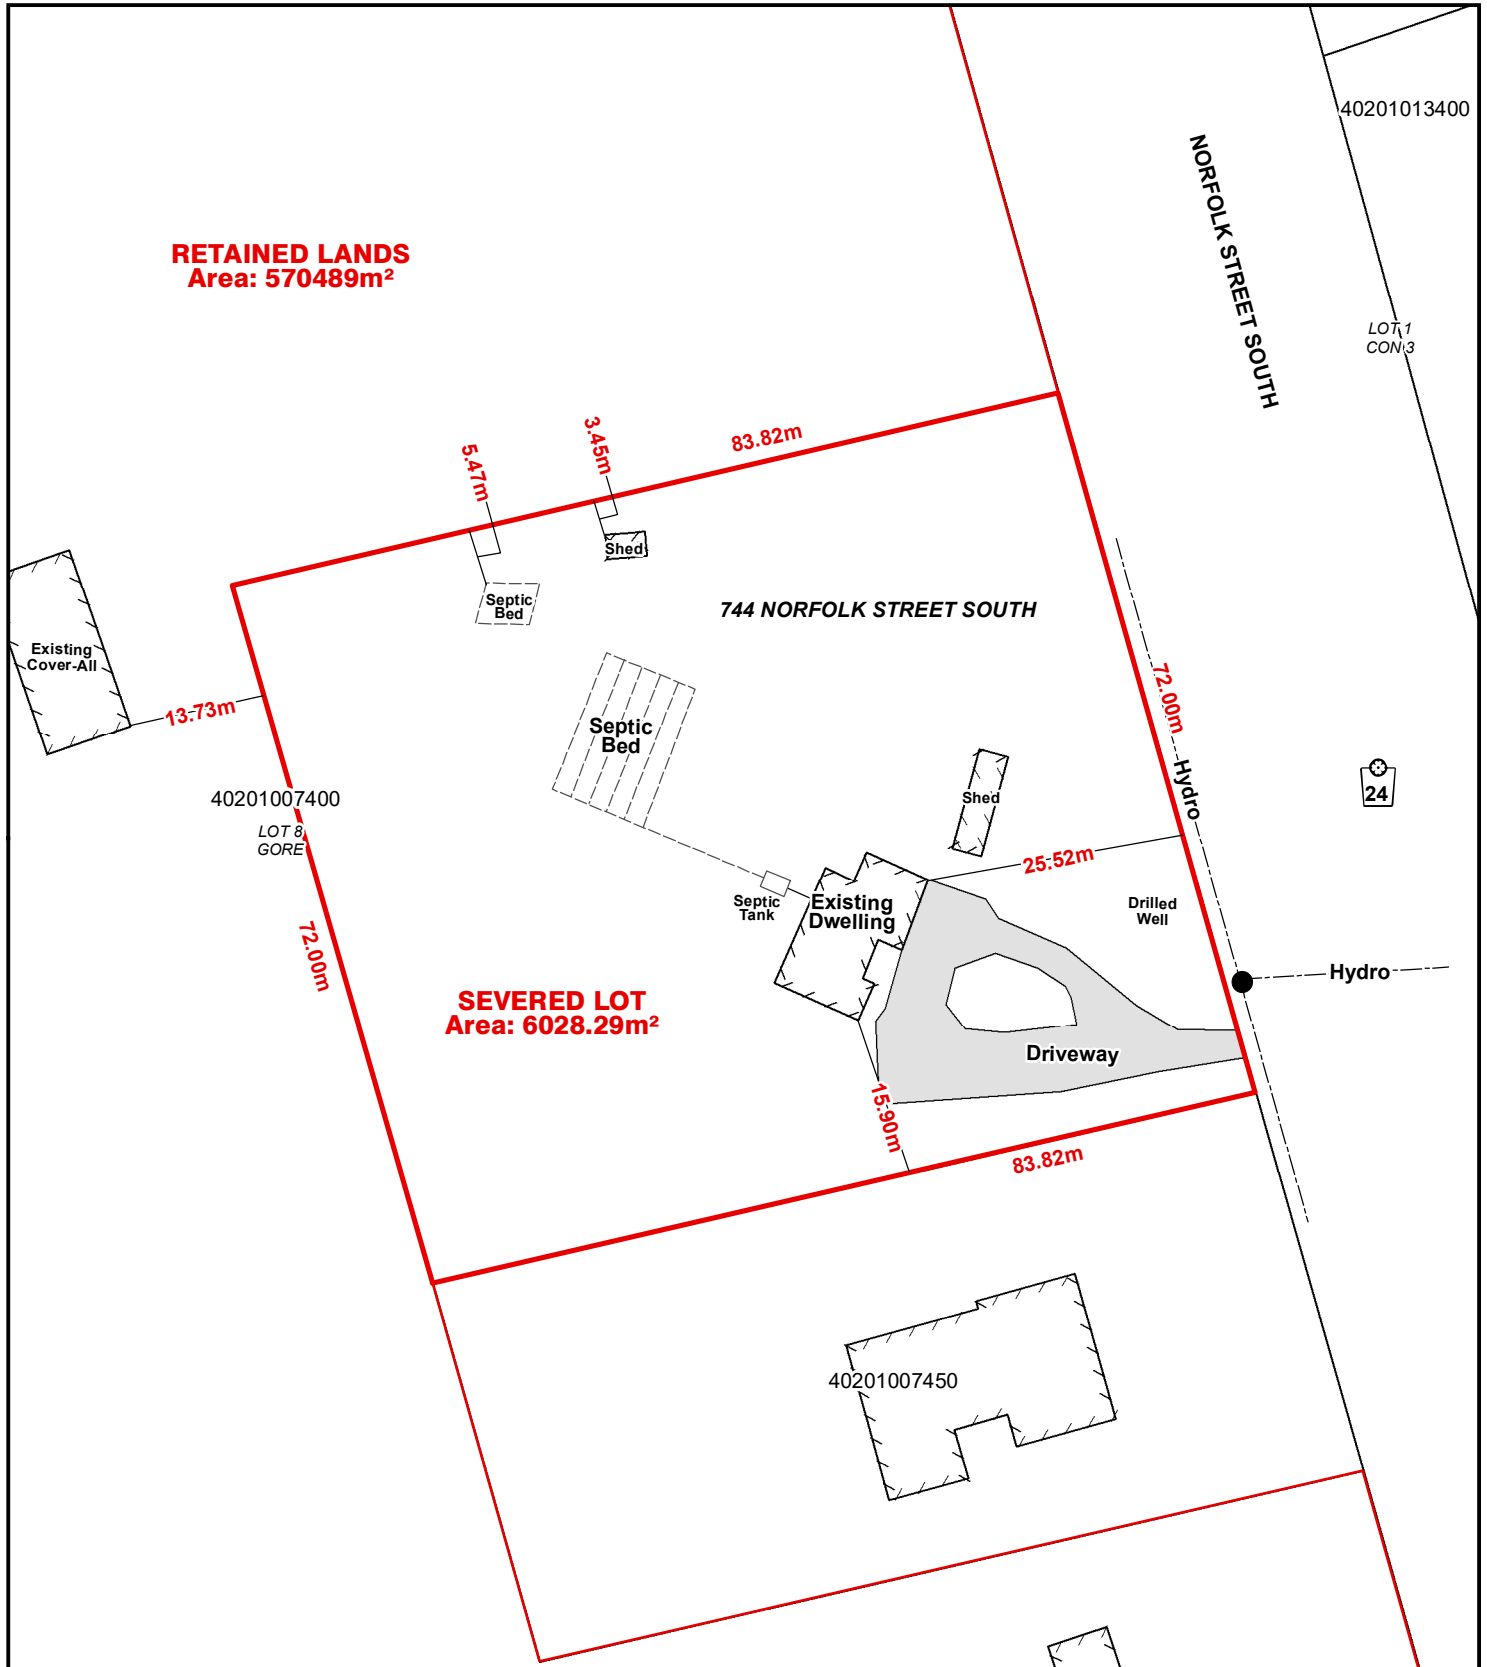 40201013400
NORFOLK STREET SOUTH
RETAINED LANDS
Area: 570489m²
LOT 1
CON 3
3.45m
83.82m
5.47m
Shed
Septic
Bed
744 NORFOLK STREET SOUTH
Existing
Cover-All
72.00m
13.73m
Septic
Bed
Hydro
40201007400
Shed
24
LOT 8
GORE
25.52m
Septic
Tank
Existing
Dwelling
Drilled
Well
72.00m
Hydro
SEVERED LOT
Area: 6028.29m²
Driveway
15.90m
83.82m
40201007450